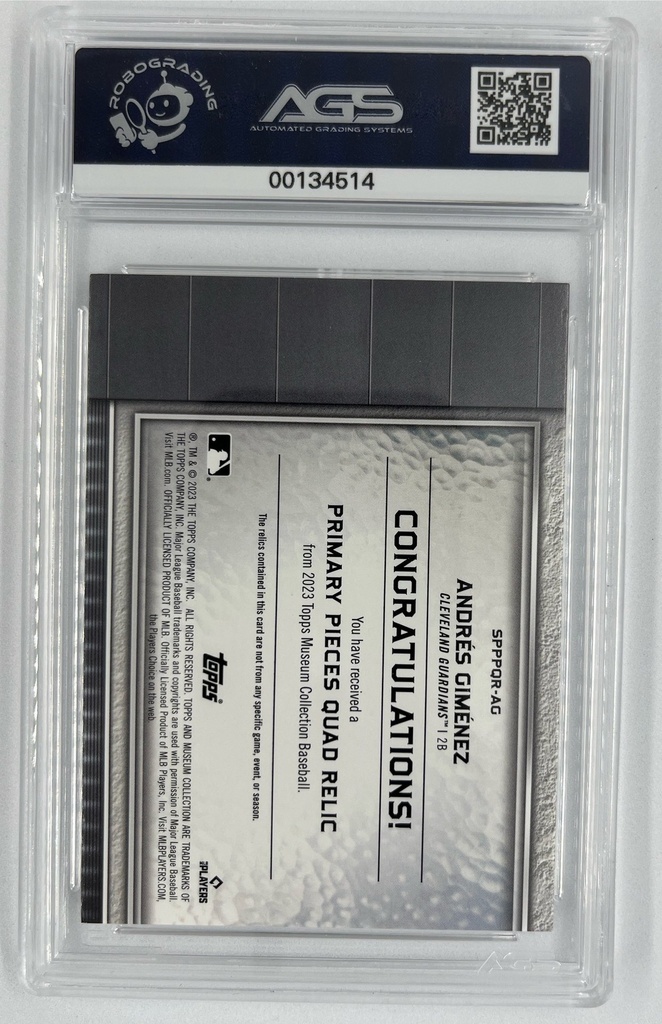 ROBOGRADING
AGS
AUTOMATED GRADING SYSTEMS
00134514
SPPPQR-AG
ANDRÉS GIMÉNEZ
CLEVELAND GUARDIANS™ | 2B
CONGRATULATIONS!
You have received a
PRIMARY PIECES QUAD RELIC
from 2023 Topps Museum Collection Baseball.
The relics contained in this card are not from any specific game, event, or season.
topps®
PLAYERS
®, TM & © 2023 THE TOPPS COMPANY, INC. ALL RIGHTS RESERVED. TOPPS AND MUSEUM COLLECTION ARE TRADEMARKS OF
THE TOPPS COMPANY, INC. Major League Baseball trademarks and copyrights are used with permission of Major League Baseball.
Visit MLB.com. OFFICIALLY LICENSED PRODUCT OF MLB. Officially Licensed Product of MLB Players, Inc. Visit MLBPLAYERS.COM,
the Players Choice on the web.
AGS